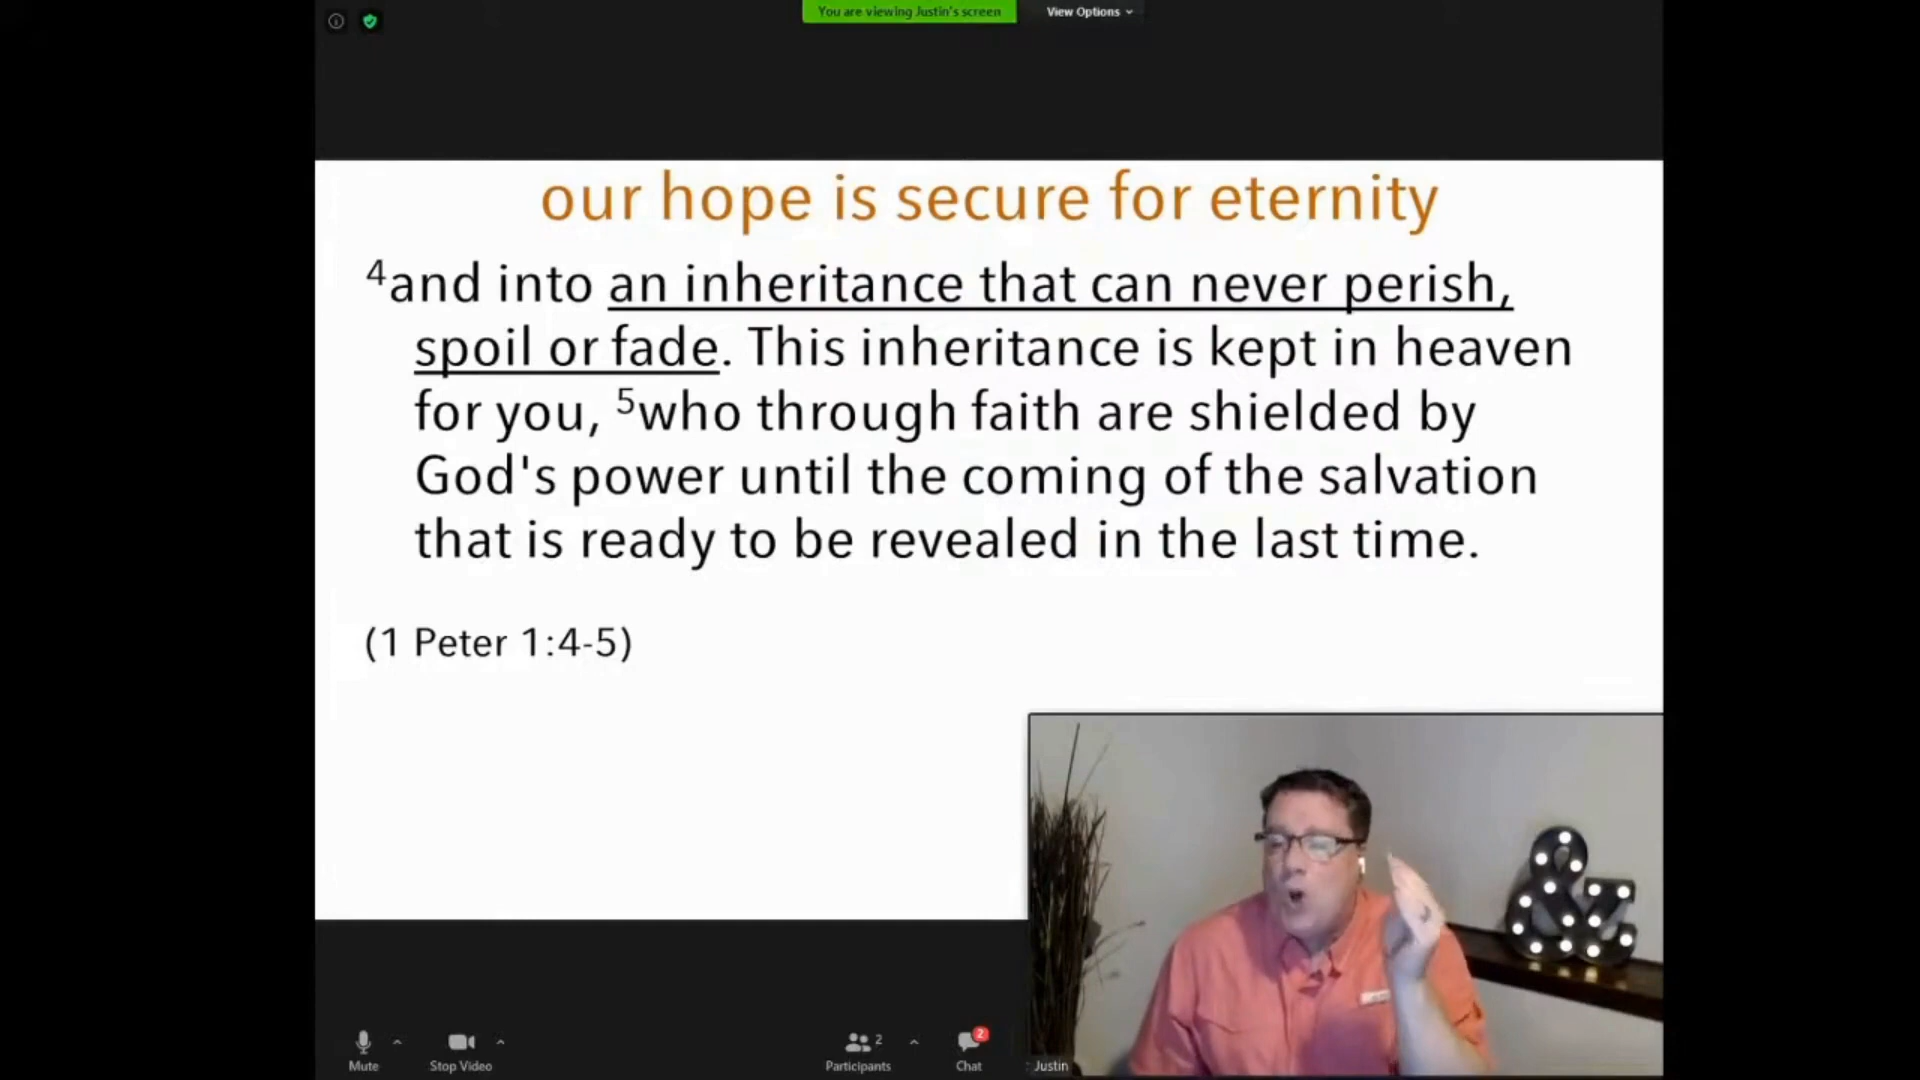 You are viewing Justin's screen
View Options
our hope is secure for eternity
4and into an inheritance that can never perish,
spoil or fade. This inheritance is kept in heaven
for you, 5who through faith are shielded by
God's power until the coming of the salvation
that is ready to be revealed in the last time.
(1 Peter 1:4-5)
&
Mute
Stop Video
2
Participants
2
Chat
Justin